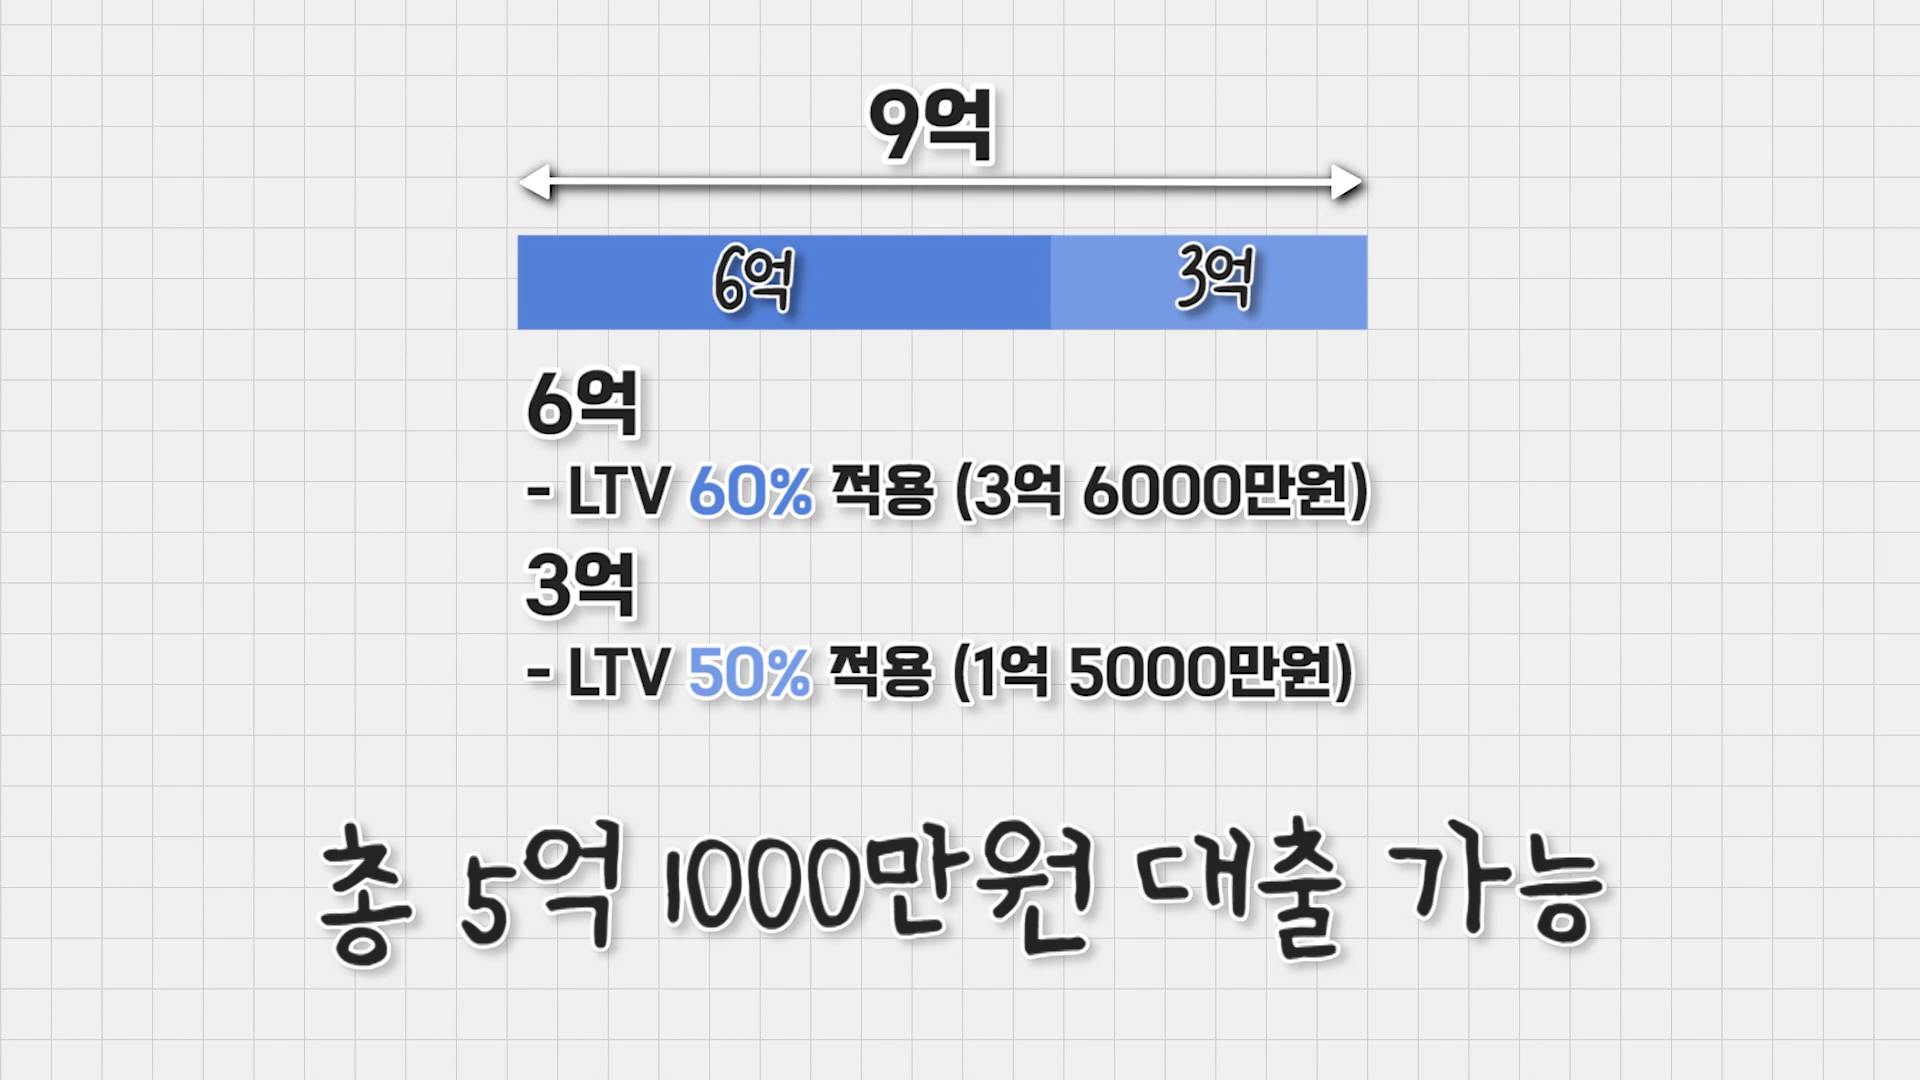 9억
6억 3억
6억
- LTV 60% 적용 (3억 6000만원)
3억
- LTV 50% 적용 (1억 5000만원)
총 5억 1000만원 대출 가능